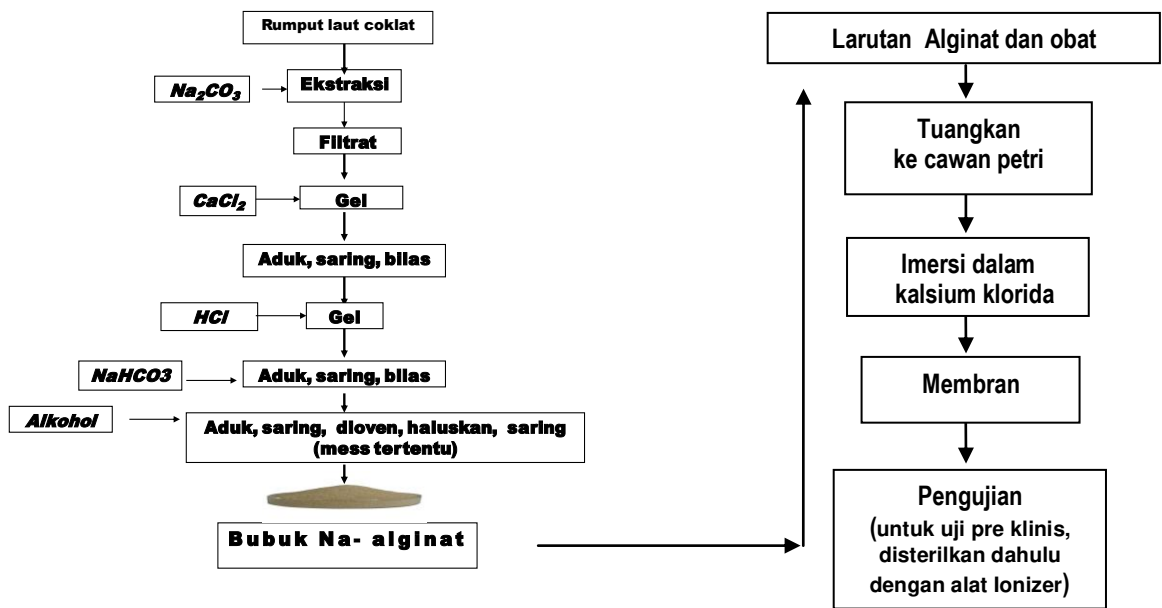 Rumput laut coklat
Na2CO3
Ekstraksi
Filtrat
CaCl2
Gel
Aduk, saring, bilas
HCl
Gel
NaHCO3
Aduk, saring, bilas
Alkohol
Aduk, saring, dioven, haluskan, saring
(mess tertentu)
Bubuk Na- alginat
Larutan Alginat dan obat
Tuangkan
ke cawan petri
Imersi dalam
kalsium klorida
Membran
Pengujian
(untuk uji pre klinis,
disterilkan dahulu
dengan alat Ionizer)